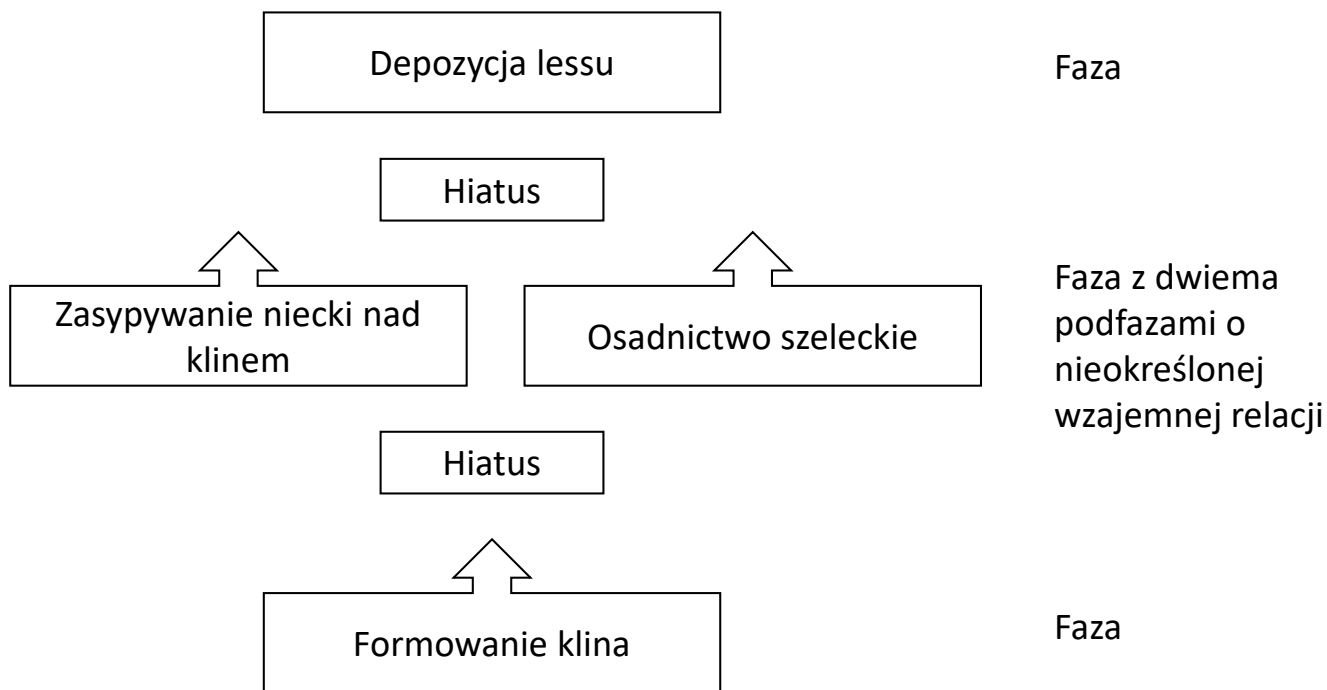 Depozycja lessu
Faza
Hiatus
Zasypywanie niecki nad
klinem
Osadnictwo szeleckie
Faza z dwiema
podfazami o
nieokreślonej
wzajemnej relacji
Hiatus
Formowanie klina
Faza